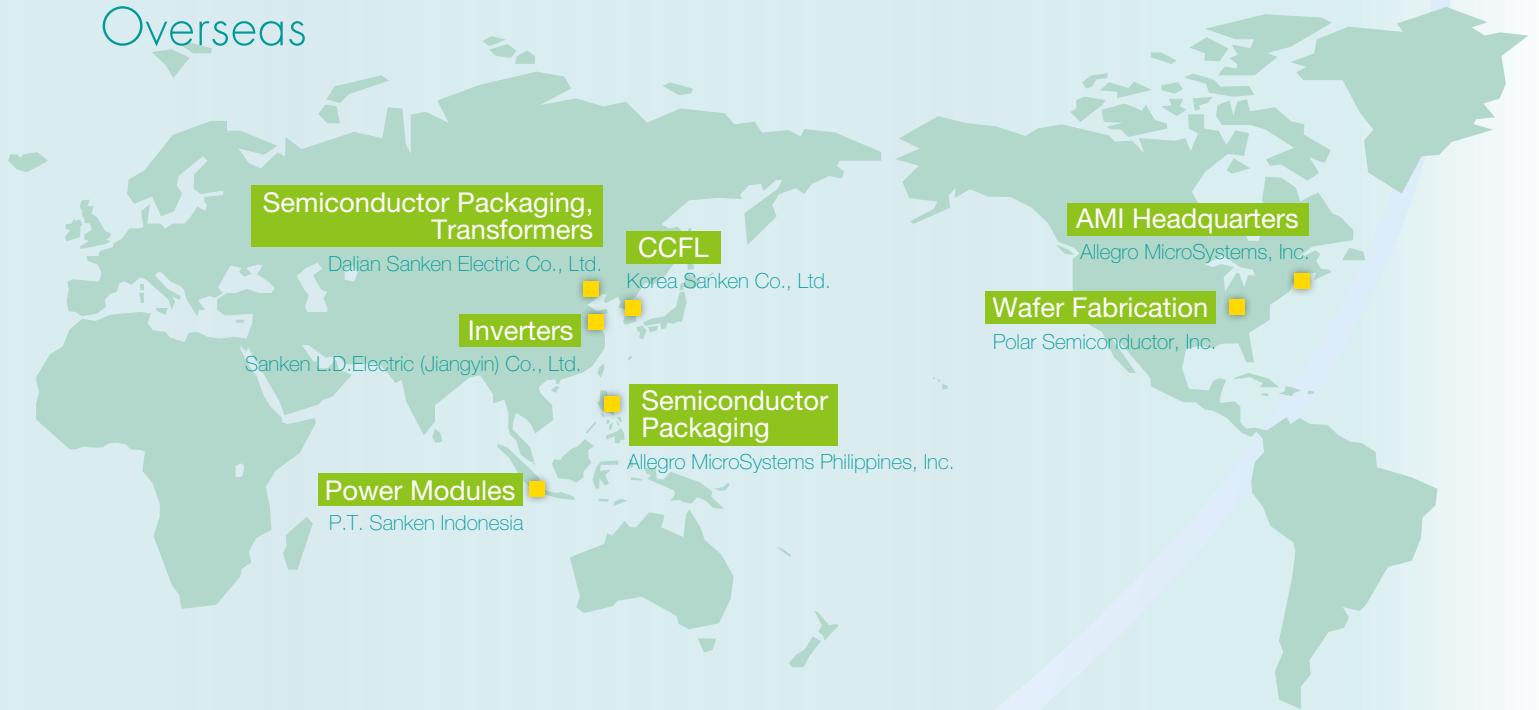 Overseas
Semiconductor Packaging,
Transformers
Dalian Sanken Electric Co., Ltd.
CCFL
Korea Sanken Co., Ltd.
Inverters
Sanken L.D.Electric (Jiangyin) Co., Ltd.
Semiconductor
Packaging
Allegro MicroSystems Philippines, Inc.
Power Modules
P.T. Sanken Indonesia
AMI Headquarters
Allegro MicroSystems, Inc.
Wafer Fabrication
Polar Semiconductor, Inc.